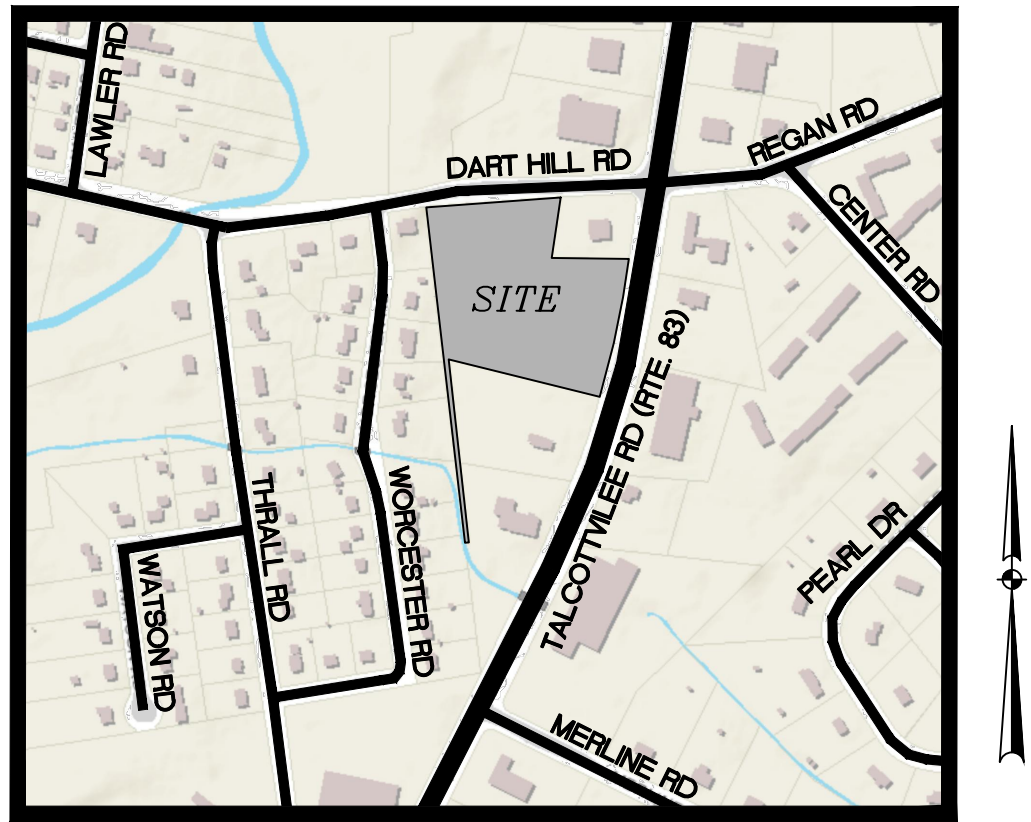 LAWLER RD
DART HILL RD
REGAN RD
CENTER RD
SITE
TALCOTTVILEE RD (RTE. 83)
THRALL RD
WORCESTER RD
WATSON RD
PEARL DR
MERLINE RD